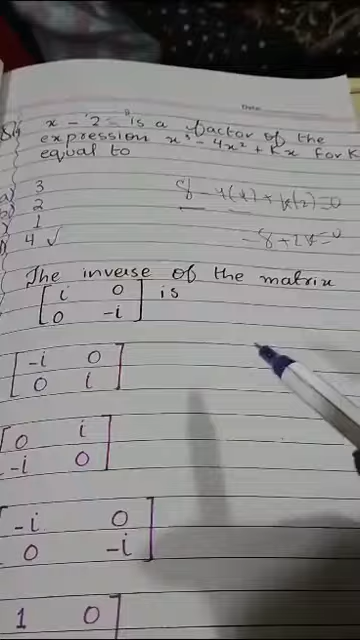 Date
x - 2 is a factor of the
expression x³ - 4x² + Kx for K
equal to
a) 3
b) 2
) 1
4 ✓
8 - 4(4) + k(2) = 0
- 8 + 2k = 0
The inverse of the matrix
[i 0
0 -i] is
[-i 0
0 i]
[0 i
-i 0]
-i 0
0 -i]
1 0]